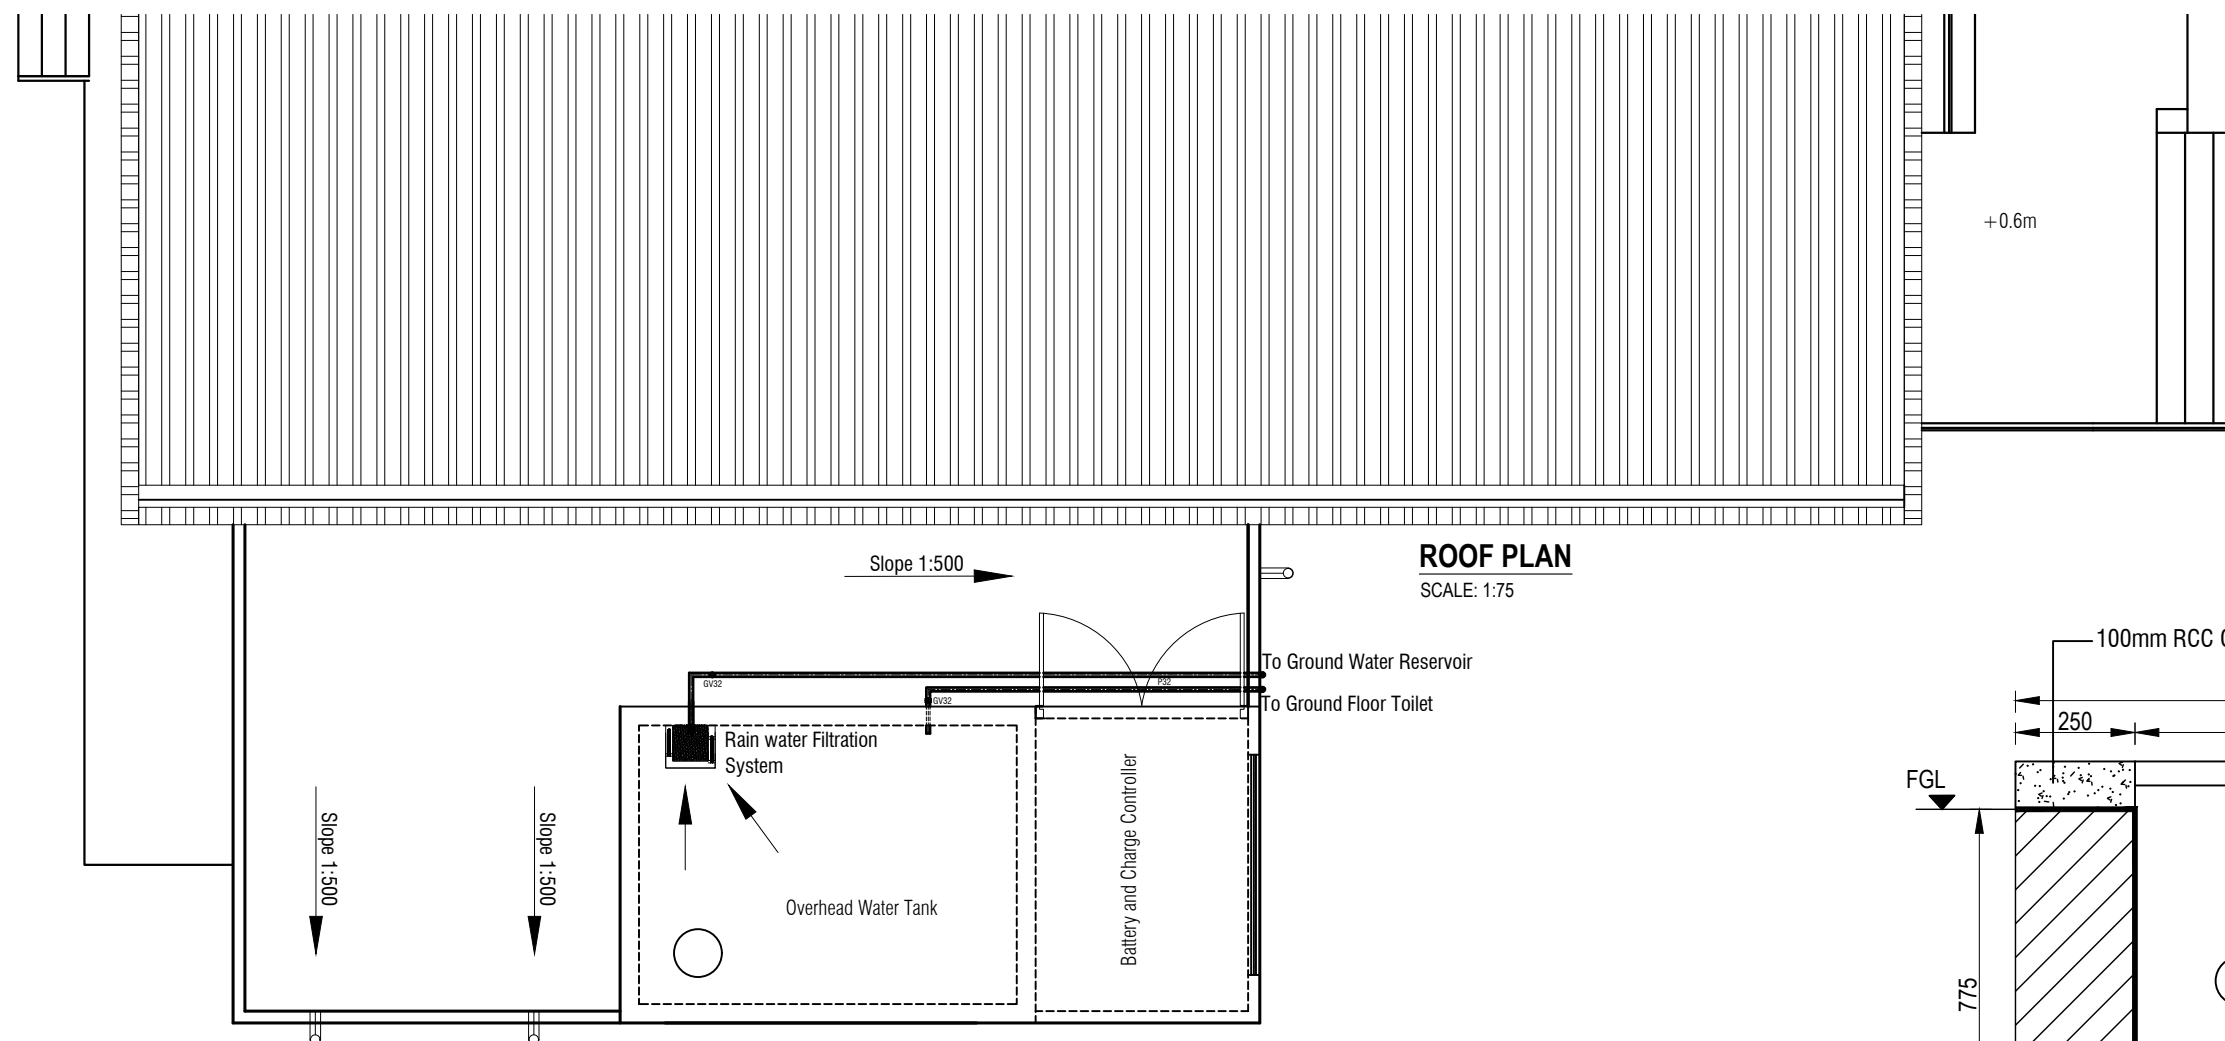 +0.6m
Slope 1:500
ROOF PLAN
SCALE: 1:75
100mm RCC
To Ground Water Reservoir
GV32
P32
GV32
To Ground Floor Toilet
250
Rain water Filtration
System
FGL
Slope 1:500
Slope 1:500
Battery and Charge Controller
Overhead Water Tank
775